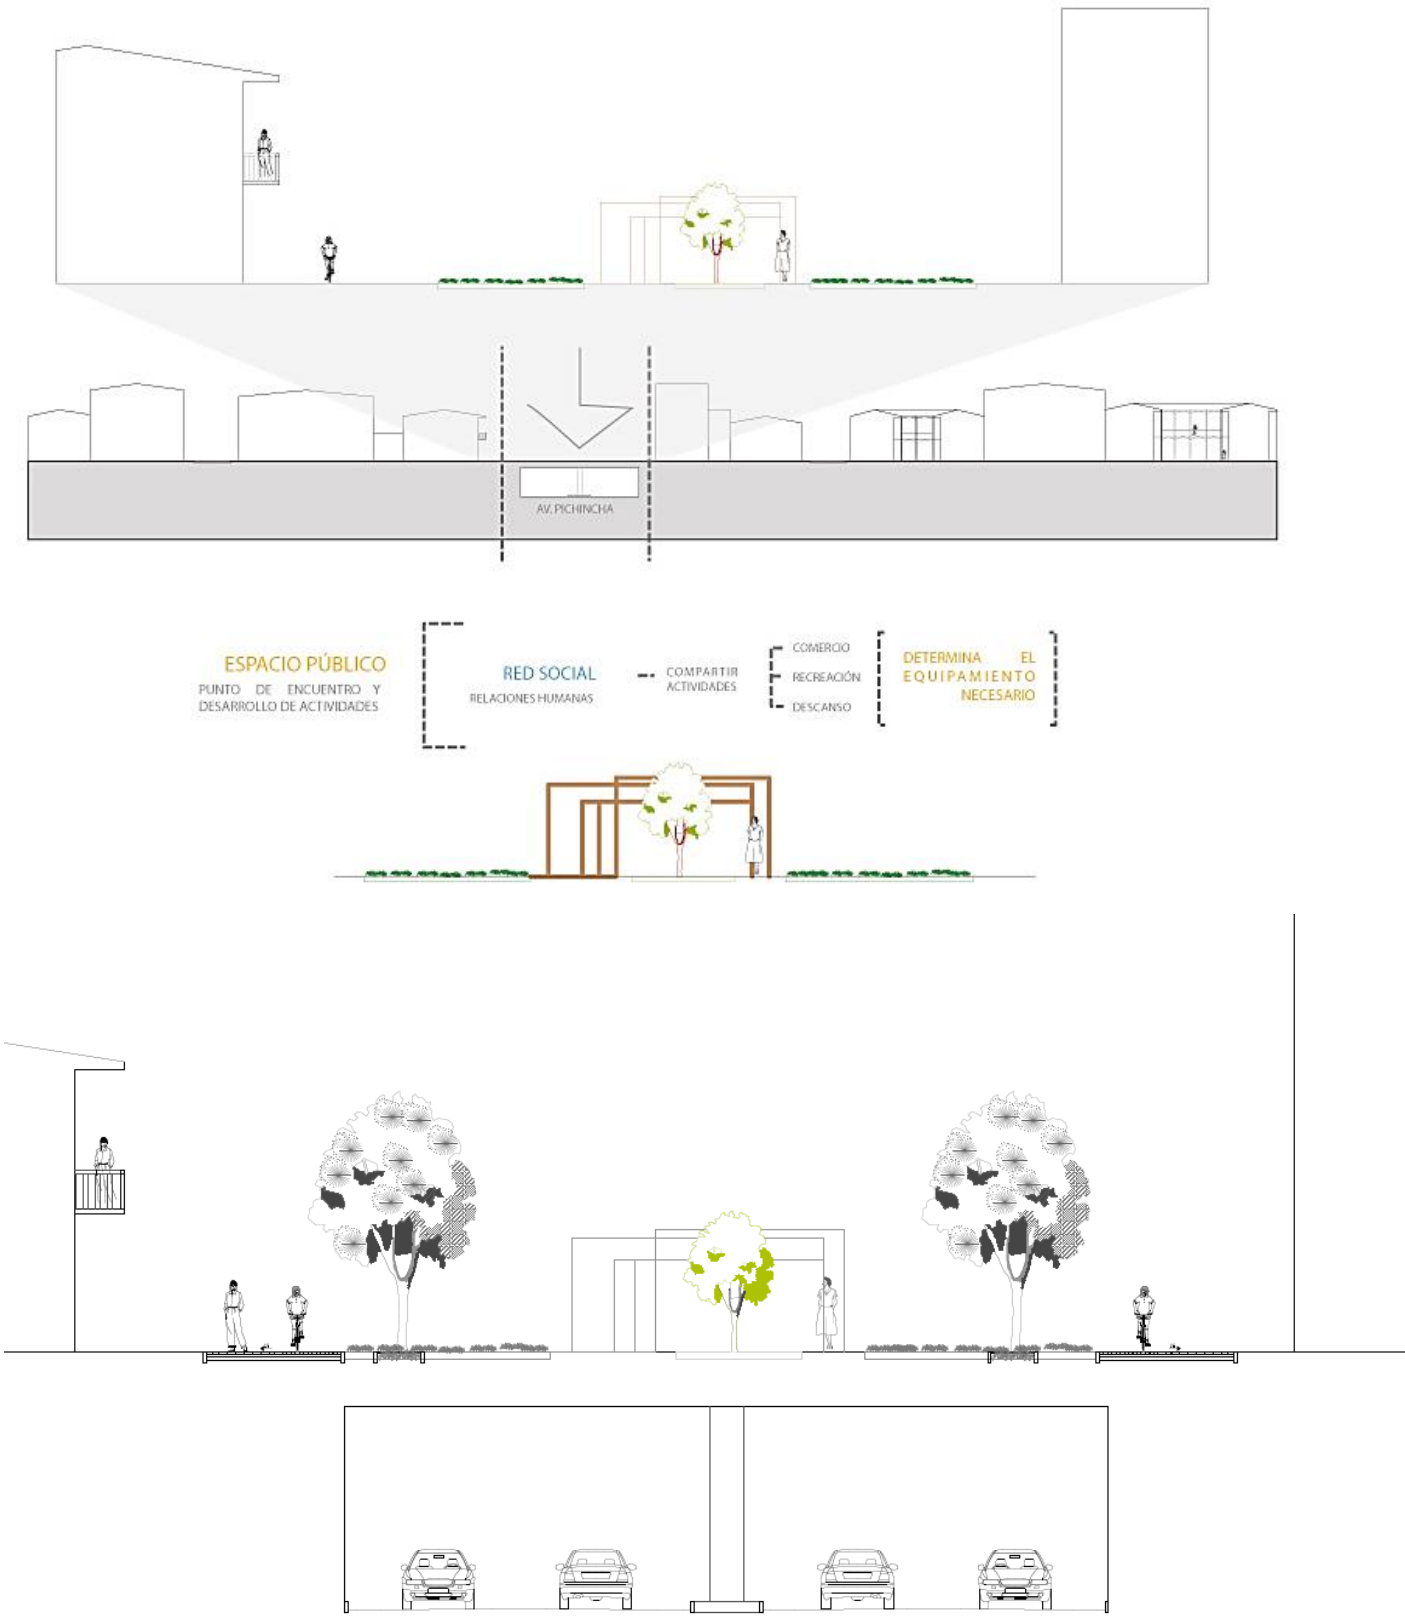 AV. PICHINCHA
ESPACIO PÚBLICO
PUNTO DE ENCUENTRO Y
DESARROLLO DE ACTIVIDADES
RED SOCIAL
RELACIONES HUMANAS
COMPARTIR
ACTIVIDADES
COMERCIO
RECREACIÓN
DESCANSO
DETERMINA EL
EQUIPAMIENTO
NECESARIO